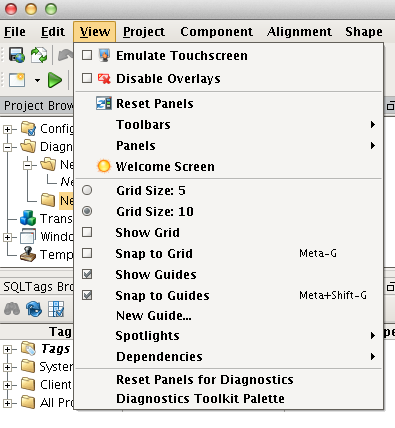 File Edit View Project Component Alignment Shape
Emulate Touchscreen
Disable Overlays
Project Brow
Reset Panels
Config
Toolbars
Diagn
Panels
Ne
Welcome Screen
Ne
Grid Size: 5
Ne
Grid Size: 10
Trans
Show Grid
Windo
Snap to Grid Meta-G
Temp
Show Guides
SQLTags Bro
Snap to Guides Meta+Shift-G
New Guide...
Tag
Spotlights
Tags
Dependencies
System
Client
Reset Panels for Diagnostics
All Pro
Diagnostics Toolkit Palette